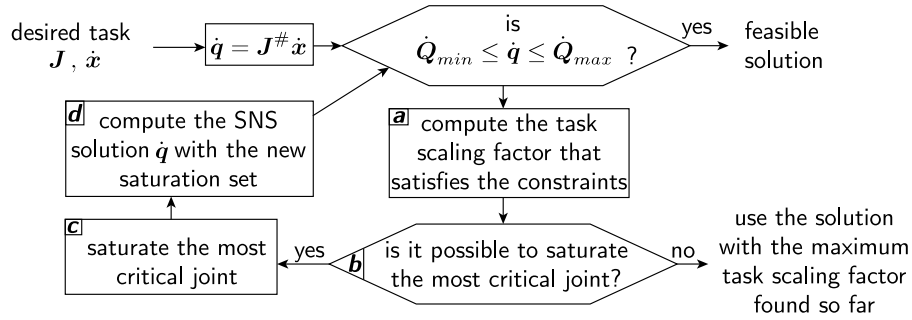 desired task
J , ẋ
q̇ = J# ẋ
is
Q̇min ≤ q̇ ≤ Q̇max ?
yes
feasible
solution
d
compute the SNS
solution q̇ with the new
saturation set
a
compute the task
scaling factor that
satisfies the constraints
c
saturate the most
critical joint
yes
b
is it possible to saturate
the most critical joint?
no
use the solution
with the maximum
task scaling factor
found so far